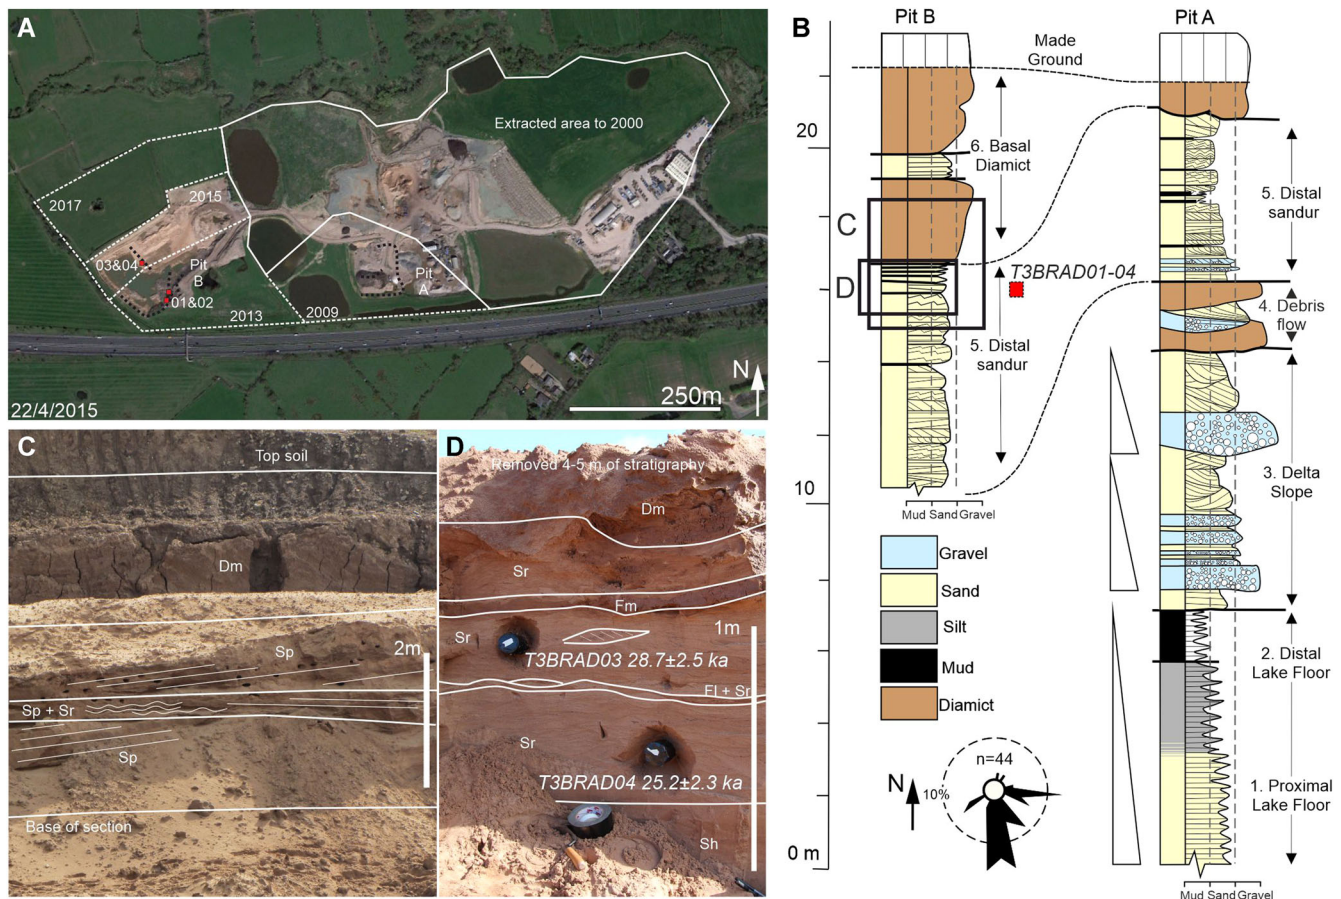 A
Extracted area to 2000
2017
2015
03&04
Pit
B
01&02
Pit
A
2013
2009
N
250m
22/4/2015
B
Pit B
Pit A
Made
Ground
20
6. Basal
Diamict
5. Distal
sandur
C
D
T3BRAD01-04
4. Debris
flow
5. Distal
sandur
10
Mud Sand Gravel
3. Delta
Slope
Gravel
Sand
Silt
Mud
Diamict
2. Distal
Lake Floor
n=44
N
10%
1. Proximal
Lake Floor
0 m
Mud Sand Gravel
C
Top soil
Dm
Sp
2m
Sp + Sr
Sp
Base of section
D
Removed 4-5 m of stratigraphy
Dm
Sr
Fm
1m
Sr
T3BRAD03 28.7±2.5 ka
Fl + Sr
Sr
T3BRAD04 25.2±2.3 ka
Sh